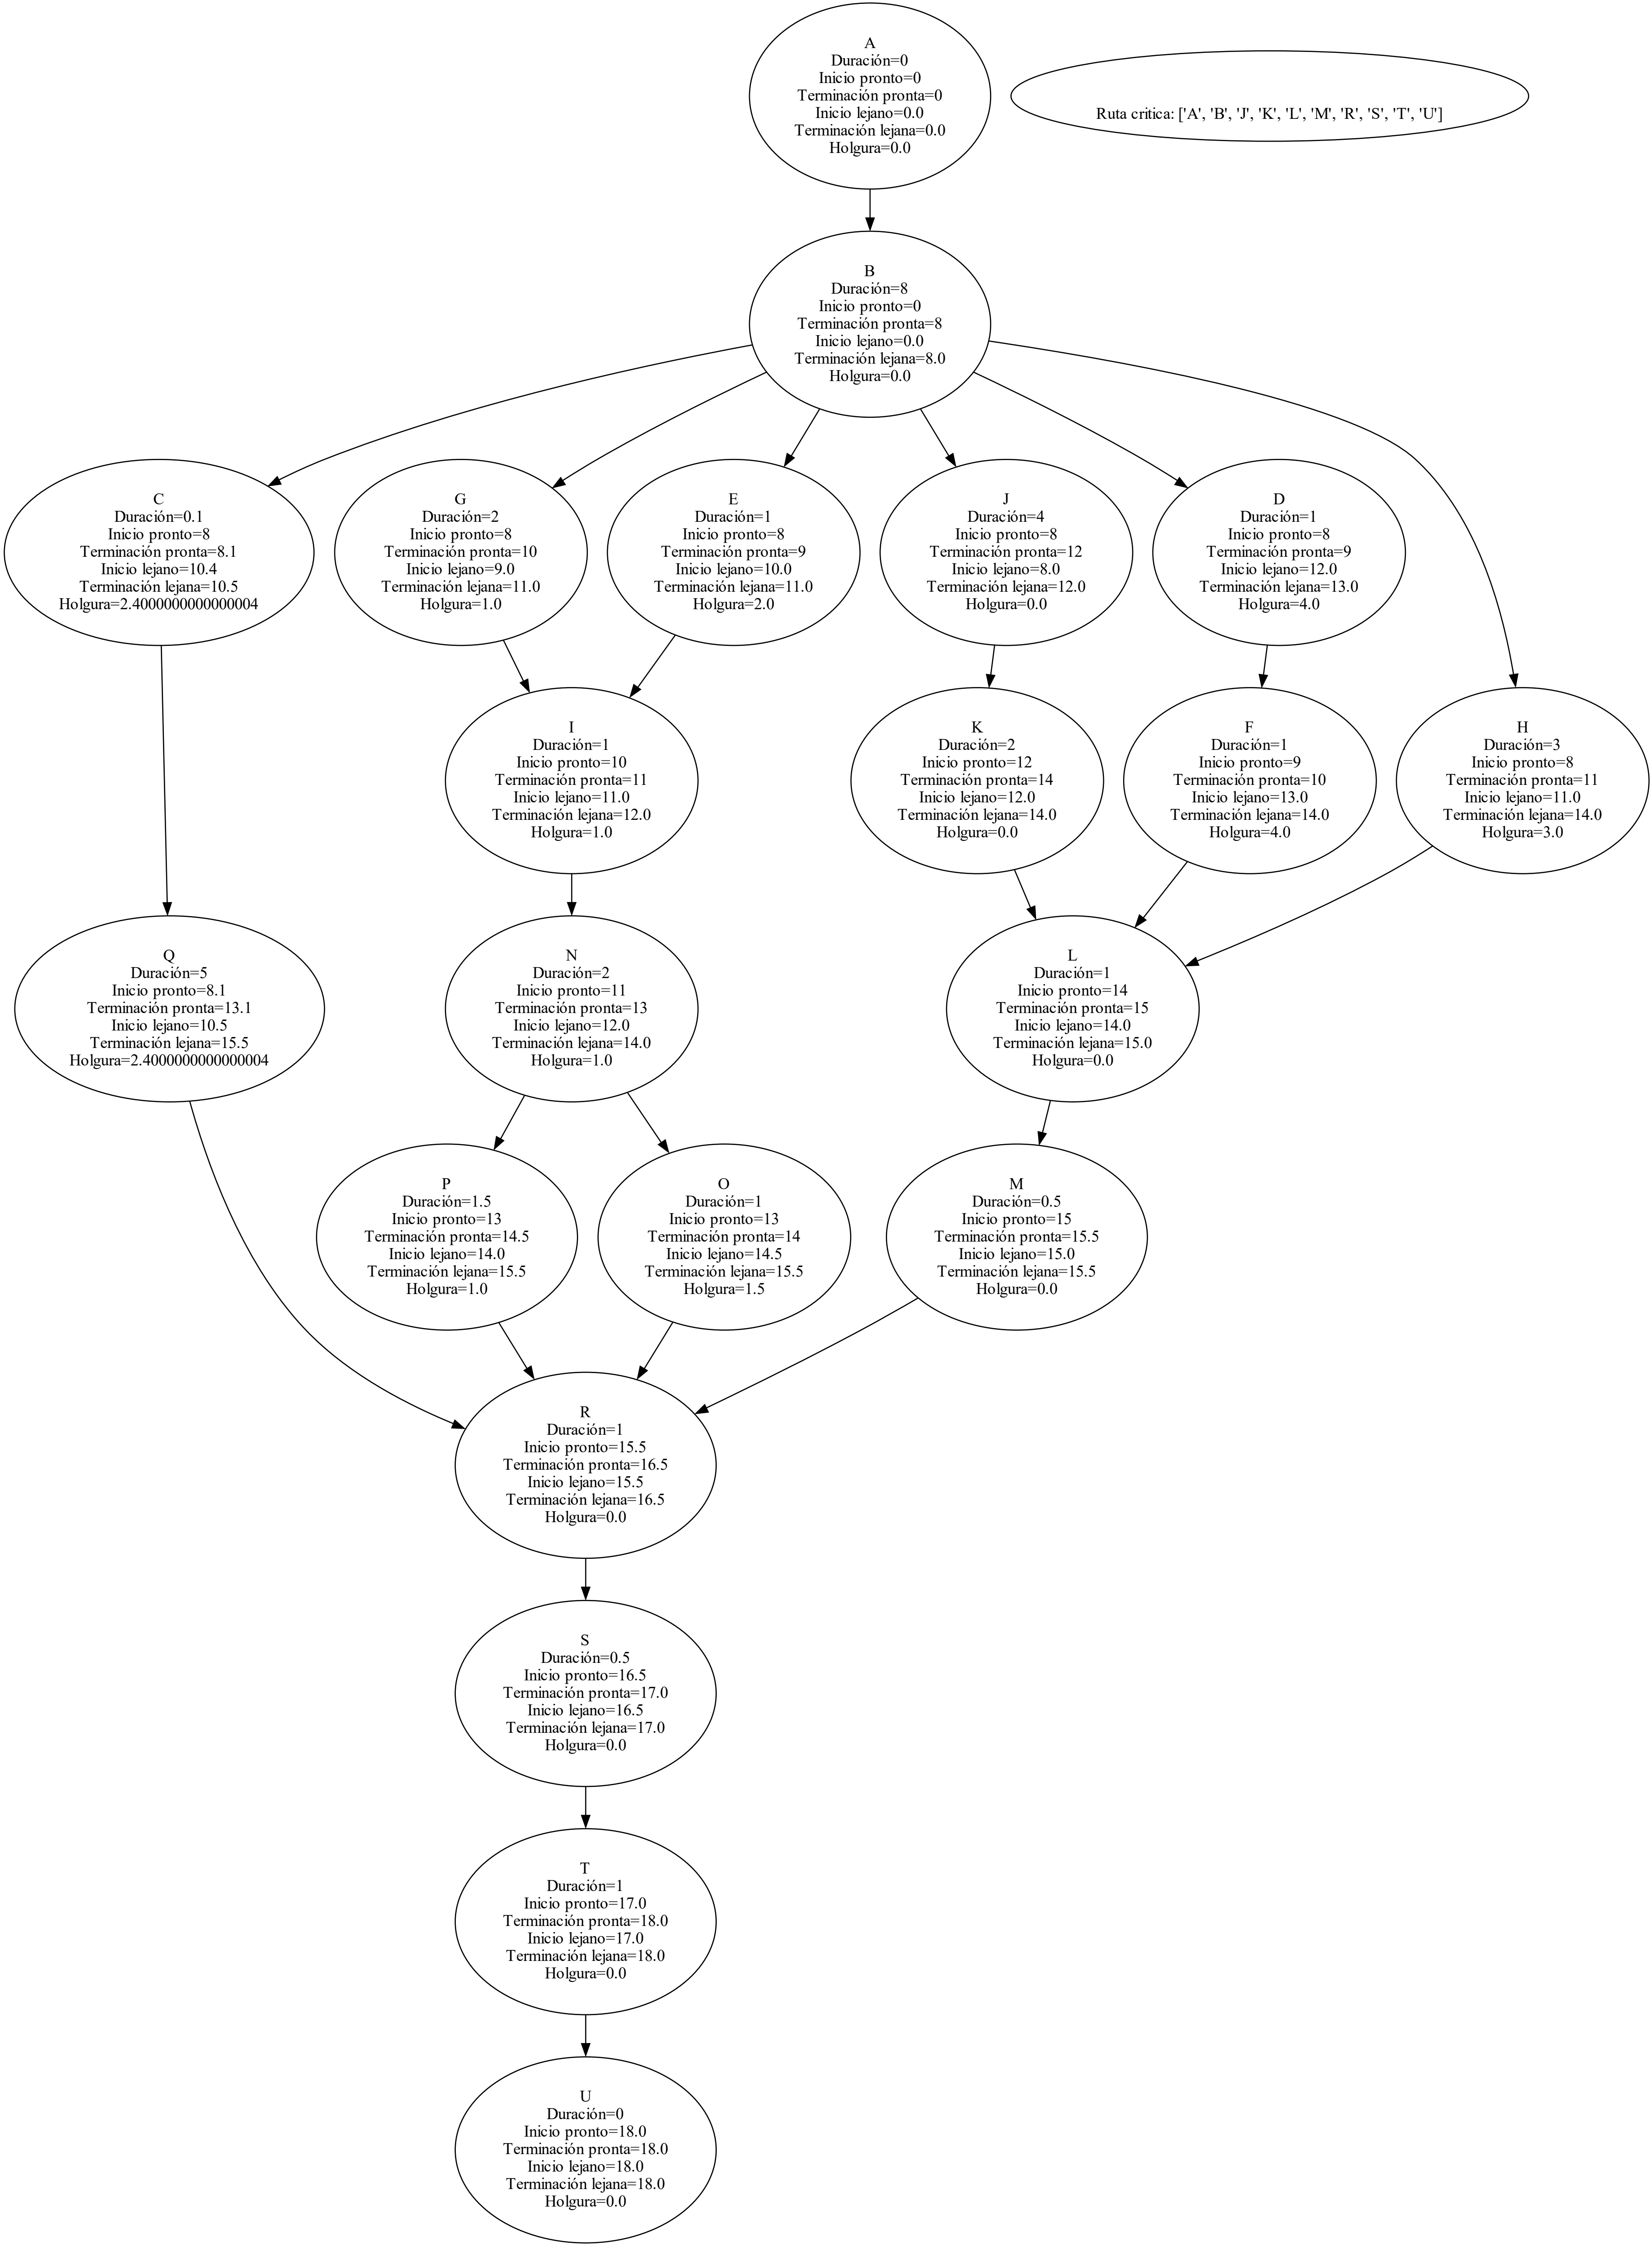 A
Duración=0
Inicio pronto=0
Terminación pronta=0
Inicio lejano=0.0
Terminación lejana=0.0
Holgura=0.0
Ruta critica: ['A', 'B', 'J', 'K', 'L', 'M', 'R', 'S', 'T', 'U']
B
Duración=8
Inicio pronto=0
Terminación pronta=8
Inicio lejano=0.0
Terminación lejana=8.0
Holgura=0.0
C
Duración=0.1
Inicio pronto=8
Terminación pronta=8.1
Inicio lejano=10.4
Terminación lejana=10.5
Holgura=2.4000000000000004
G
Duración=2
Inicio pronto=8
Terminación pronta=10
Inicio lejano=9.0
Terminación lejana=11.0
Holgura=1.0
E
Duración=1
Inicio pronto=8
Terminación pronta=9
Inicio lejano=10.0
Terminación lejana=11.0
Holgura=2.0
J
Duración=4
Inicio pronto=8
Terminación pronta=12
Inicio lejano=8.0
Terminación lejana=12.0
Holgura=0.0
D
Duración=1
Inicio pronto=8
Terminación pronta=9
Inicio lejano=12.0
Terminación lejana=13.0
Holgura=4.0
I
Duración=1
Inicio pronto=10
Terminación pronta=11
Inicio lejano=11.0
Terminación lejana=12.0
Holgura=1.0
K
Duración=2
Inicio pronto=12
Terminación pronta=14
Inicio lejano=12.0
Terminación lejana=14.0
Holgura=0.0
F
Duración=1
Inicio pronto=9
Terminación pronta=10
Inicio lejano=13.0
Terminación lejana=14.0
Holgura=4.0
H
Duración=3
Inicio pronto=8
Terminación pronta=11
Inicio lejano=11.0
Terminación lejana=14.0
Holgura=3.0
Q
Duración=5
Inicio pronto=8.1
Terminación pronta=13.1
Inicio lejano=10.5
Terminación lejana=15.5
Holgura=2.4000000000000004
N
Duración=2
Inicio pronto=11
Terminación pronta=13
Inicio lejano=12.0
Terminación lejana=14.0
Holgura=1.0
L
Duración=1
Inicio pronto=14
Terminación pronta=15
Inicio lejano=14.0
Terminación lejana=15.0
Holgura=0.0
P
Duración=1.5
Inicio pronto=13
Terminación pronta=14.5
Inicio lejano=14.0
Terminación lejana=15.5
Holgura=1.0
O
Duración=1
Inicio pronto=13
Terminación pronta=14
Inicio lejano=14.5
Terminación lejana=15.5
Holgura=1.5
M
Duración=0.5
Inicio pronto=15
Terminación pronta=15.5
Inicio lejano=15.0
Terminación lejana=15.5
Holgura=0.0
R
Duración=1
Inicio pronto=15.5
Terminación pronta=16.5
Inicio lejano=15.5
Terminación lejana=16.5
Holgura=0.0
S
Duración=0.5
Inicio pronto=16.5
Terminación pronta=17.0
Inicio lejano=16.5
Terminación lejana=17.0
Holgura=0.0
T
Duración=1
Inicio pronto=17.0
Terminación pronta=18.0
Inicio lejano=17.0
Terminación lejana=18.0
Holgura=0.0
U
Duración=0
Inicio pronto=18.0
Terminación pronta=18.0
Inicio lejano=18.0
Terminación lejana=18.0
Holgura=0.0